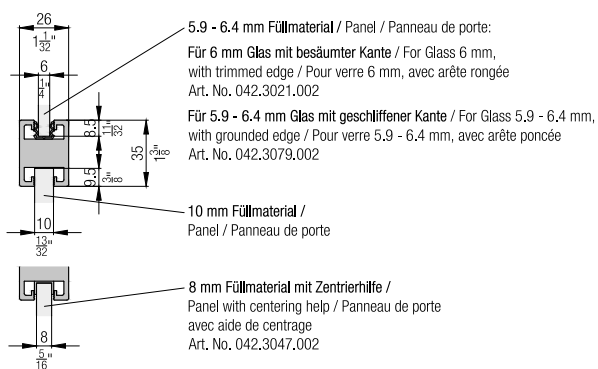 26
1 1/32"
6
1/4"
8.5
11/32
35
1 3/8"
9.5
3/8
10
13/32"
8
5/16"
5.9 - 6.4 mm Füllmaterial / Panel / Panneau de porte:
Für 6 mm Glas mit besäumter Kante / For Glass 6 mm,
with trimmed edge / Pour verre 6 mm, avec arête rongée
Art. No. 042.3021.002
Für 5.9 - 6.4 mm Glas mit geschliffener Kante / For Glass 5.9 - 6.4 mm,
with grounded edge / Pour verre 5.9 - 6.4 mm, avec arête poncée
Art. No. 042.3079.002
10 mm Füllmaterial /
Panel / Panneau de porte
8 mm Füllmaterial mit Zentrierhilfe /
Panel with centering help / Panneau de porte
avec aide de centrage
Art. No. 042.3047.002